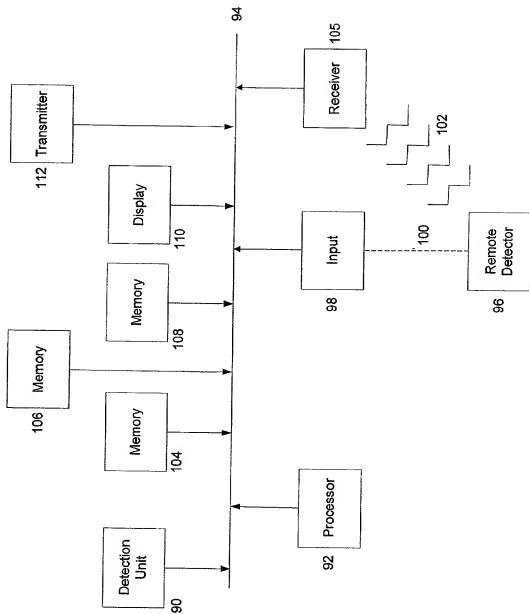 Detection
Unit
90
Memory
104
Memory
106
Memory
108
Display
110
Transmitter
112
94
Processor
92
Input
98
100
Remote
Detector
96
Receiver
105
102